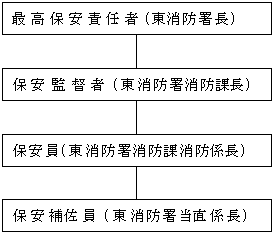 最高保安責任者（東消防署長）
保安監督者（東消防署消防課長）
保安員（東消防署消防課消防係長）
保安補佐員（東消防署当直係長）